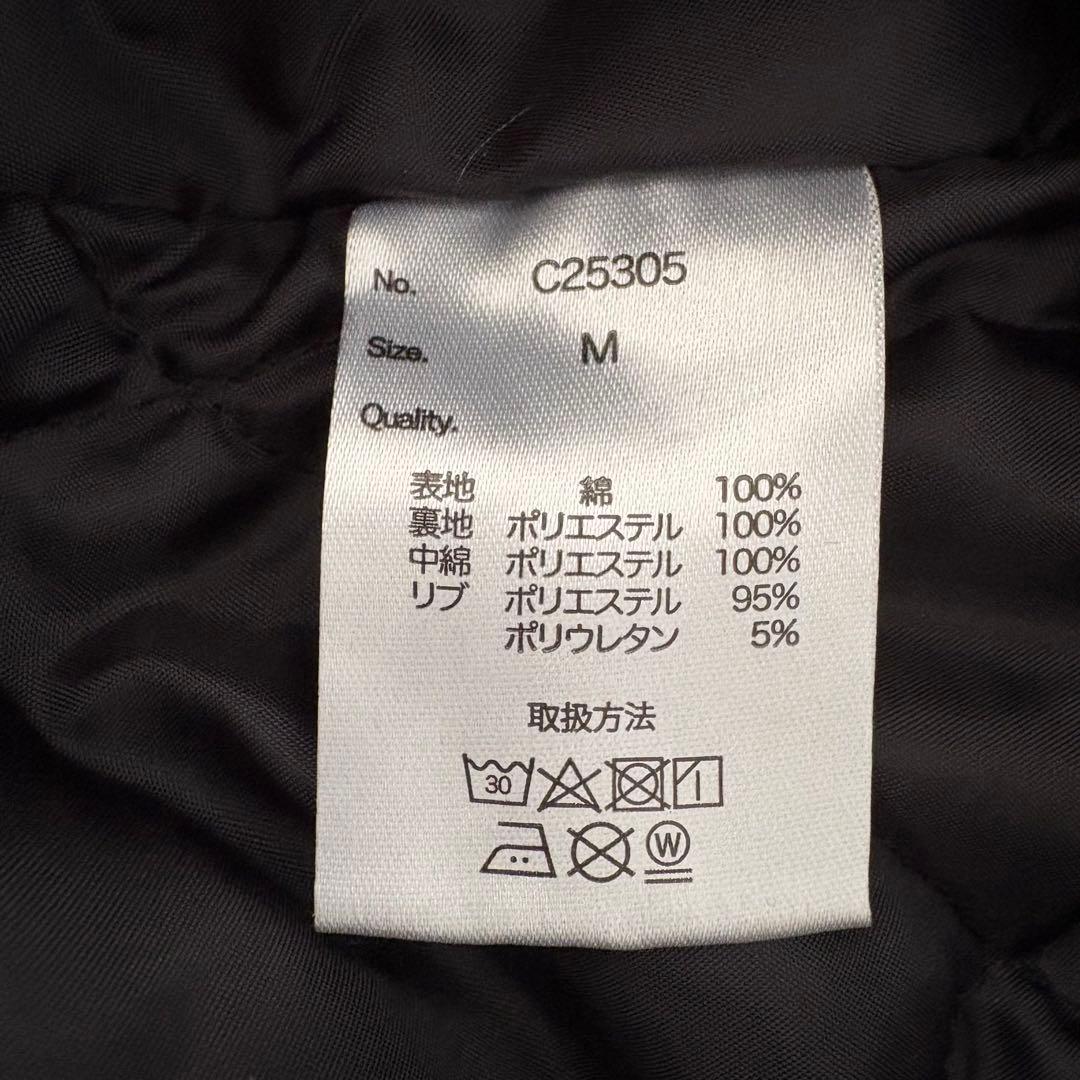 No. C25305
Size. M
Quality.
表地 綿 100%
裏地 ポリエステル 100%
中綿 ポリエステル 100%
リブ ポリエステル 95%
ポリウレタン 5%
取扱方法
30
W